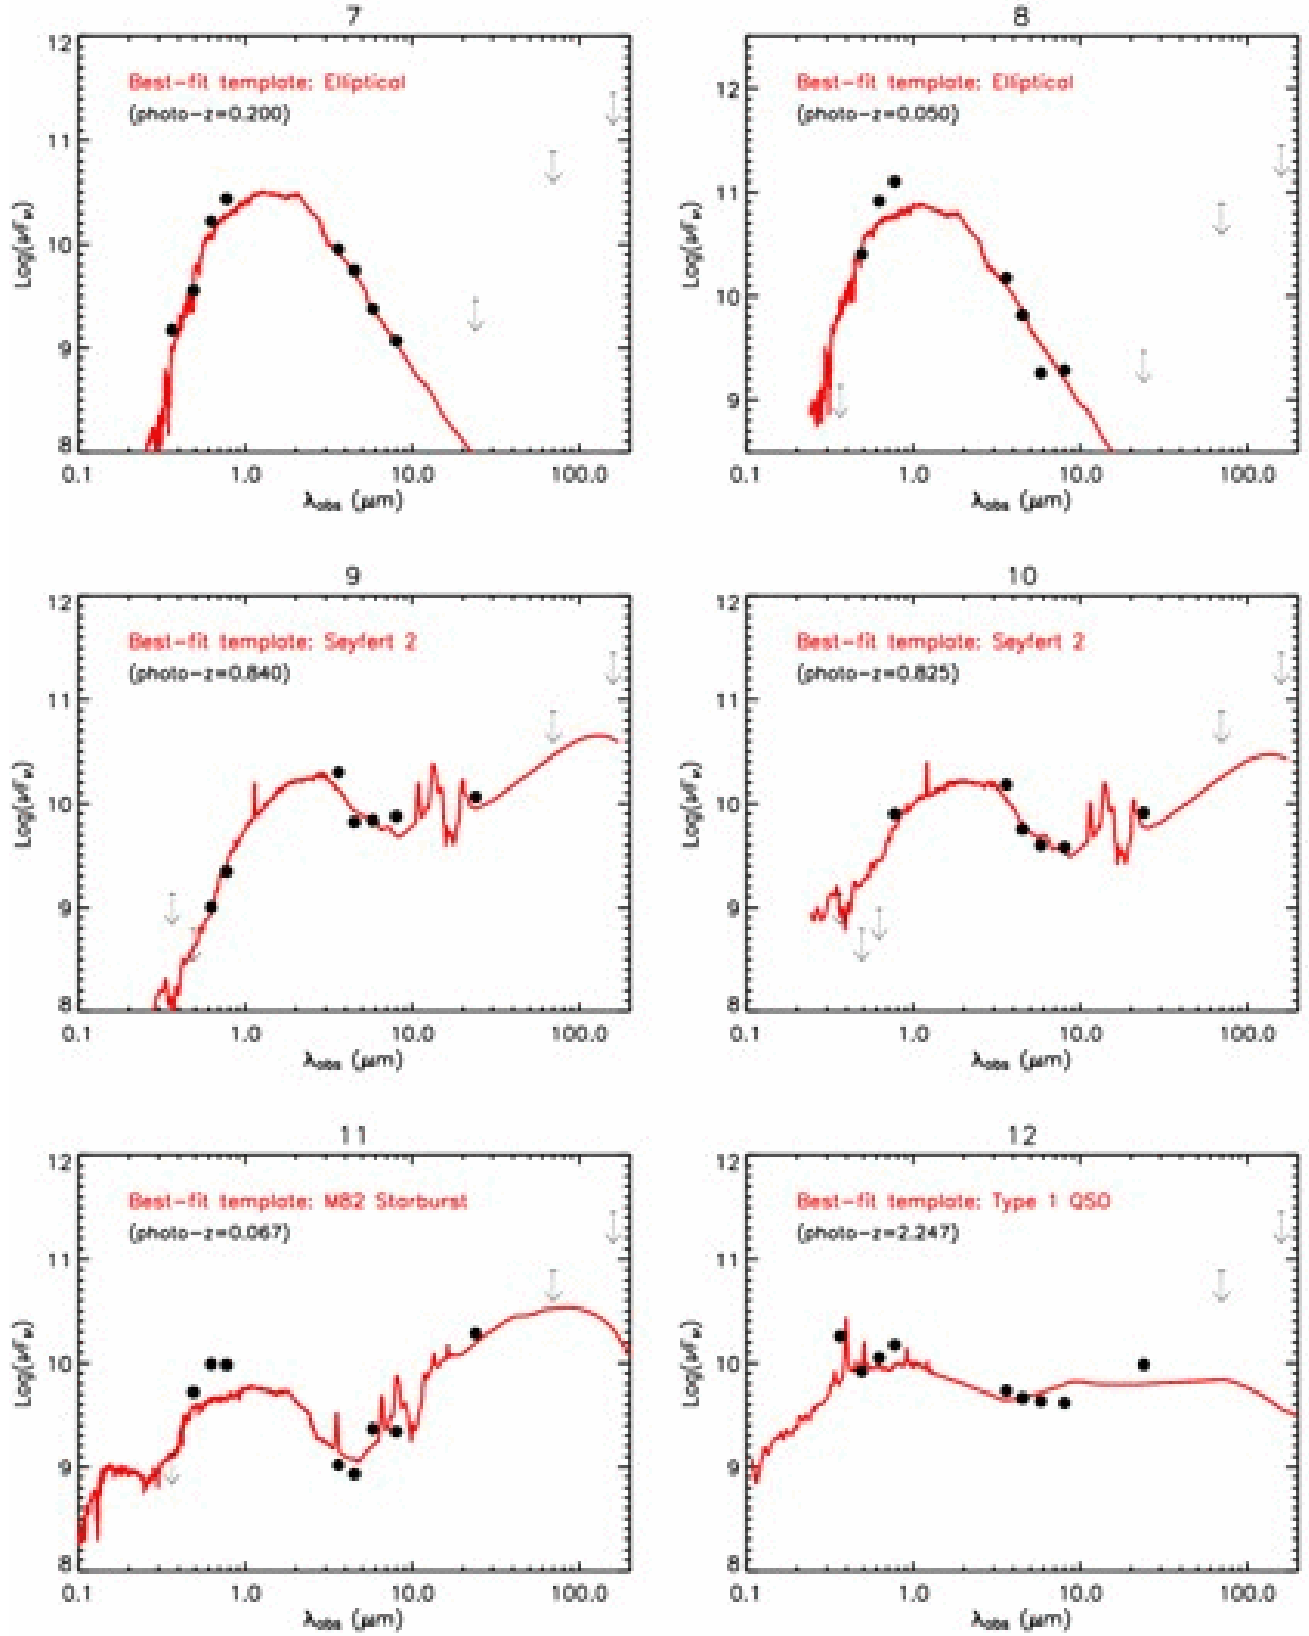 7
12
11
10
9
8
Log(νFν)
Best-fit template: Elliptical
(photo-z=0.200)
0.1 1.0 10.0 100.0
λobs (μm)
8
12
11
10
9
Log(νFν)
Best-fit template: Elliptical
(photo-z=0.050)
0.1 1.0 10.0 100.0
λobs (μm)
9
12
11
10
9
8
Log(νFν)
Best-fit template: Seyfert 2
(photo-z=0.840)
0.1 1.0 10.0 100.0
λobs (μm)
10
12
11
10
9
8
Log(νFν)
Best-fit template: Seyfert 2
(photo-z=0.825)
0.1 1.0 10.0 100.0
λobs (μm)
11
12
11
10
9
8
Log(νFν)
Best-fit template: M82 Starburst
(photo-z=0.067)
0.1 1.0 10.0 100.0
λobs (μm)
12
12
11
10
9
8
Log(νFν)
Best-fit template: Type 1 QSO
(photo-z=2.247)
0.1 1.0 10.0 100.0
λobs (μm)